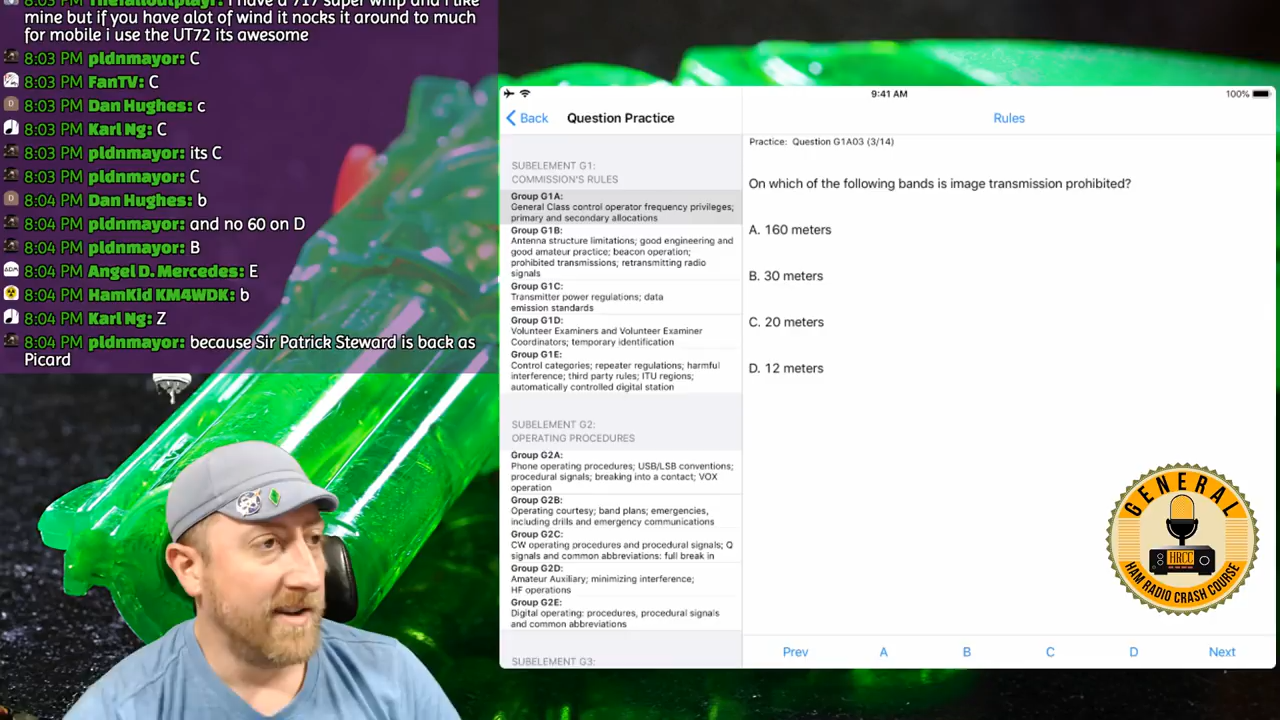 8:03 PM Thefalloutplayr: I have a 717 super whip and i like
mine but if you have alot of wind it nocks it around to much
for mobile i use the UT72 its awesome
8:03 PM pldnmayor: C
8:03 PM FanTV: C
8:03 PM Dan Hughes: c
8:03 PM Karl Ng: C
8:03 PM pldnmayor: its C
8:03 PM pldnmayor: C
8:04 PM Dan Hughes: b
8:04 PM pldnmayor: and no 60 on D
8:04 PM pldnmayor: B
8:04 PM Angel D. Mercedes: E
8:04 PM HamKid KM4WDK: b
8:04 PM Karl Ng: Z
8:04 PM pldnmayor: because Sir Patrick Steward is back as
Picard
9:41 AM
100%
Back
Question Practice
Rules
SUBELEMENT G1:
COMMISSION'S RULES
Group G1A:
General Class control operator frequency privileges;
primary and secondary allocations
Group G1B:
Antenna structure limitations; good engineering and
good amateur practice; beacon operation;
prohibited transmissions; retransmitting radio
signals
Group G1C:
Transmitter power regulations; data
emission standards
Group G1D:
Volunteer Examiners and Volunteer Examiner
Coordinators; temporary identification
Group G1E:
Control categories; repeater regulations; harmful
interference; third party rules; ITU regions;
automatically controlled digital station
SUBELEMENT G2:
OPERATING PROCEDURES
Group G2A:
Phone operating procedures; USB/LSB conventions;
procedural signals; breaking into a contact; VOX
operation
Group G2B:
Operating courtesy; band plans; emergencies,
including drills and emergency communications
Group G2C:
CW operating procedures and procedural signals; Q
signals and common abbreviations: full break in
Group G2D:
Amateur Auxiliary; minimizing interference;
HF operations
Group G2E:
Digital operating: procedures, procedural signals
and common abbreviations
SUBELEMENT G3:
Practice: Question G1A03 (3/14)
On which of the following bands is image transmission prohibited?
A. 160 meters
B. 30 meters
C. 20 meters
D. 12 meters
Prev
A
B
C
D
Next
GENERAL
HRCC
HAM RADIO CRASH COURSE